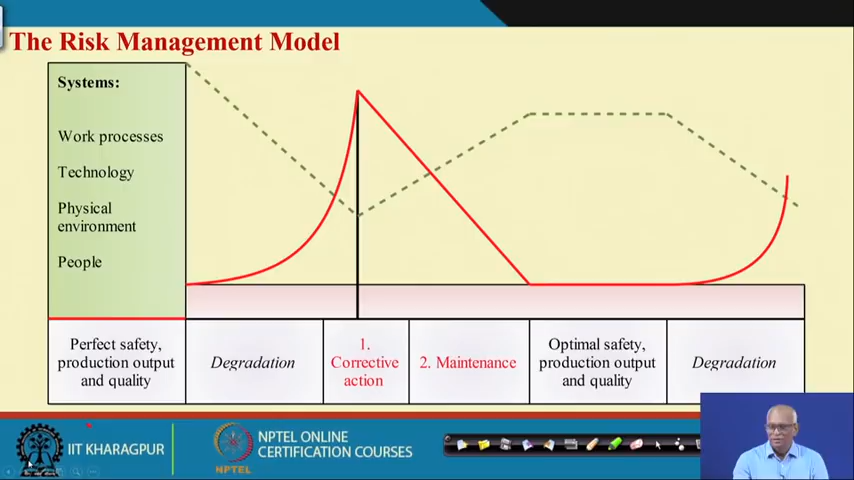 The Risk Management Model
Systems:
Work processes
Technology
Physical
environment
People
Perfect safety,
production output
and quality
Degradation
1.
Corrective
action
2. Maintenance
Optimal safety,
production output
and quality
Degradation
IIT KHARAGPUR
NPTEL
NPTEL ONLINE
CERTIFICATION COURSES